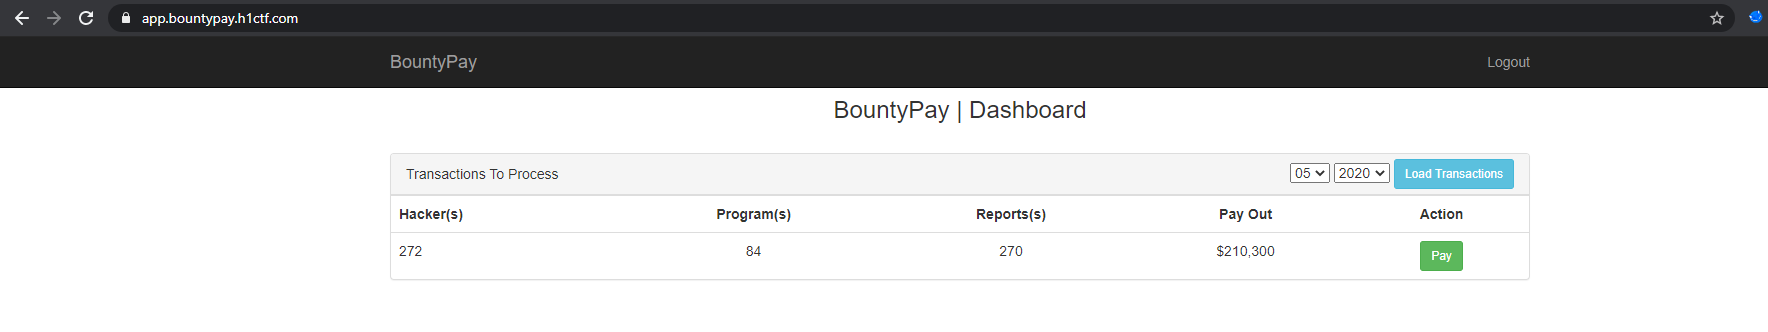 app.bountypay.h1ctf.com
BountyPay Logout
BountyPay | Dashboard
Transactions To Process 05 2020 Load Transactions
Hacker(s) Program(s) Reports(s) Pay Out Action
272 84 270 $210,300 Pay